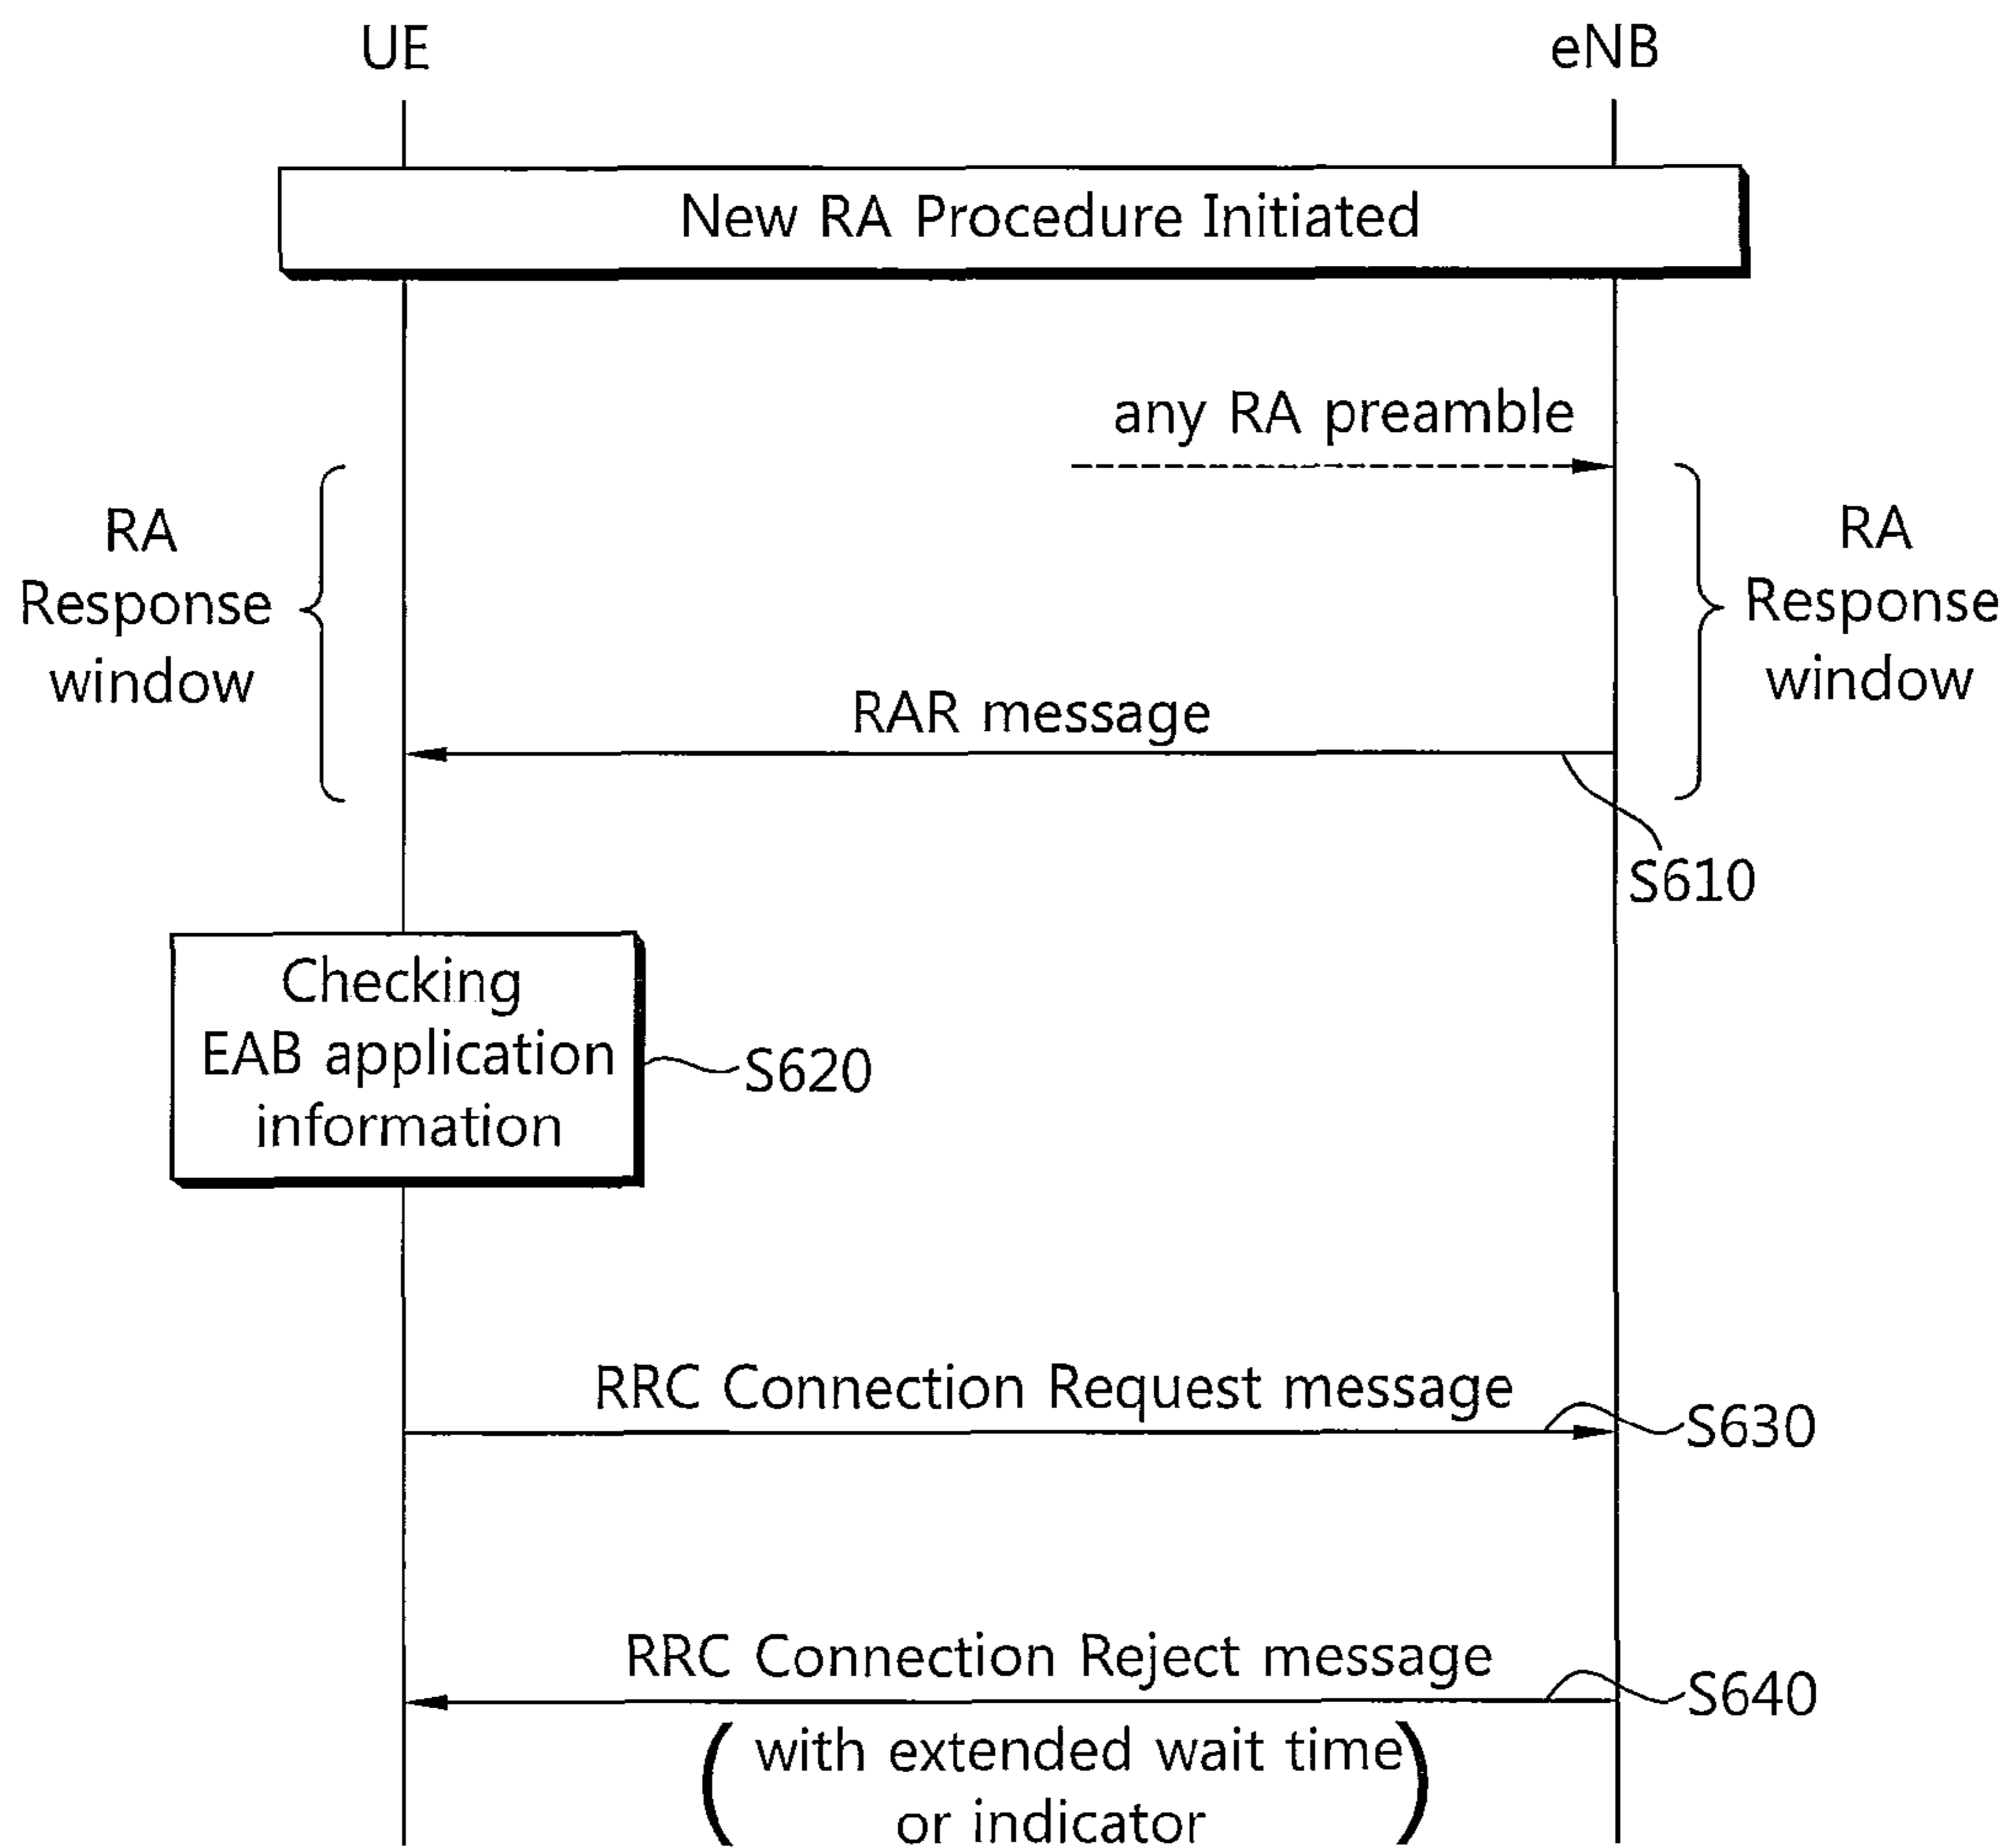 UE
eNB
New RA Procedure Initiated
any RA preamble
RA
Response
window
RA
Response
window
RAR message
S610
Checking
EAB application
information
S620
RRC Connection Request message
S630
RRC Connection Reject message
S640
(with extended wait time
or indicator)